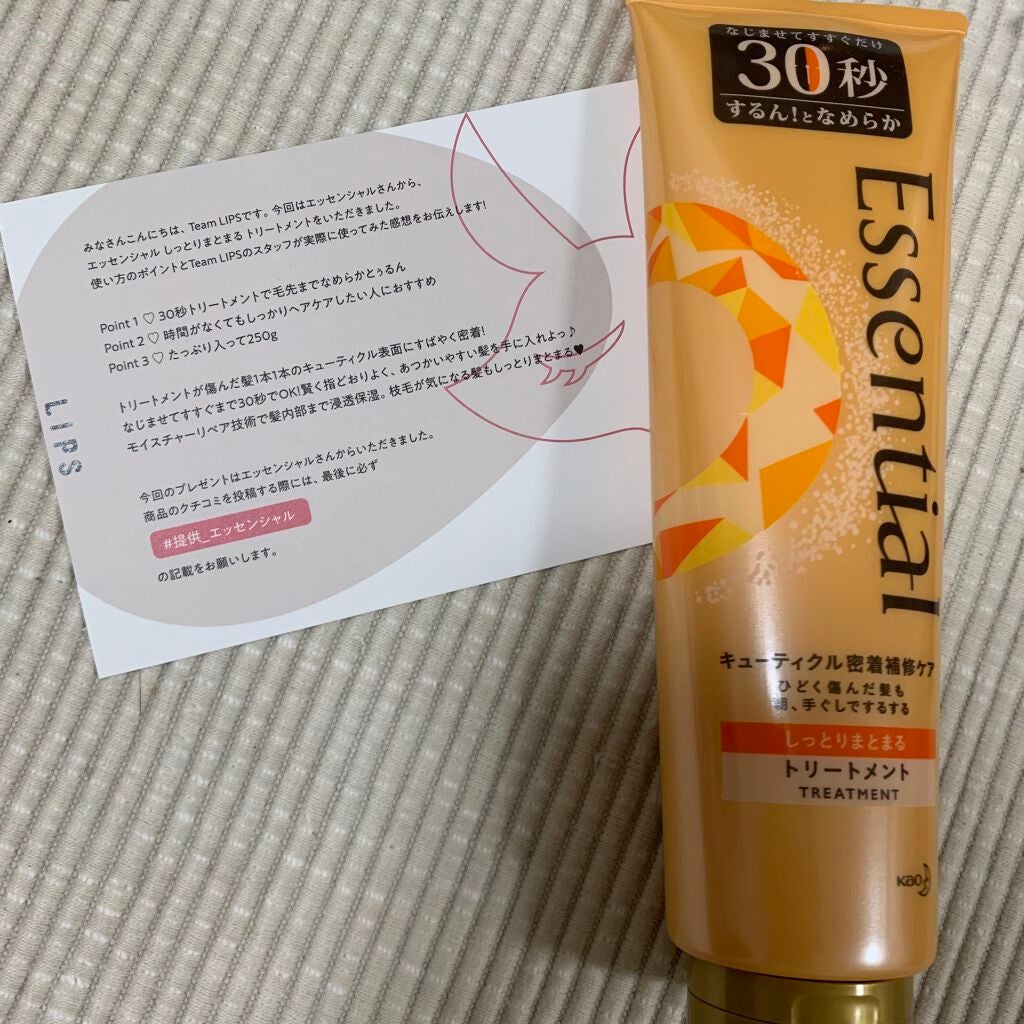 みなさんこんにちは、Team LIPSです。今回はエッセンシャルさんから、
エッセンシャル しっとりまとまる トリートメントをいただきました。
使い方のポイントとTeam LIPSのスタッフが実際に使ってみた感想をお伝えします!
Point 1 ♡ 30秒トリートメントで毛先までなめらかとぅるん
Point 2 ♡ 時間がなくてもしっかりヘアケアしたい人におすすめ
Point 3 ♡ たっぷり入って250g
トリートメントが傷んだ髪1本1本のキューティクル表面にすばやく密着!
なじませてすすぐまで30秒でOK!賢く指どおりよく、あつかいやすい髪を手に入れよっ♪
モイスチャーリペア技術で髪内部まで浸透保湿。枝毛が気になる髪もしっとりまとまる♥
今回のプレゼントはエッセンシャルさんからいただきました。
商品のクチコミを投稿する際には、最後に必ず
#提供_エッセンシャル
の記載をお願いします。
LIPS
なじませてすすぐだけ
30秒
するん!となめらか
Essential
キューティクル密着補修ケア
ひどく傷んだ髪も
朝、手ぐしでするする
しっとりまとまる
トリートメント
TREATMENT
Kao